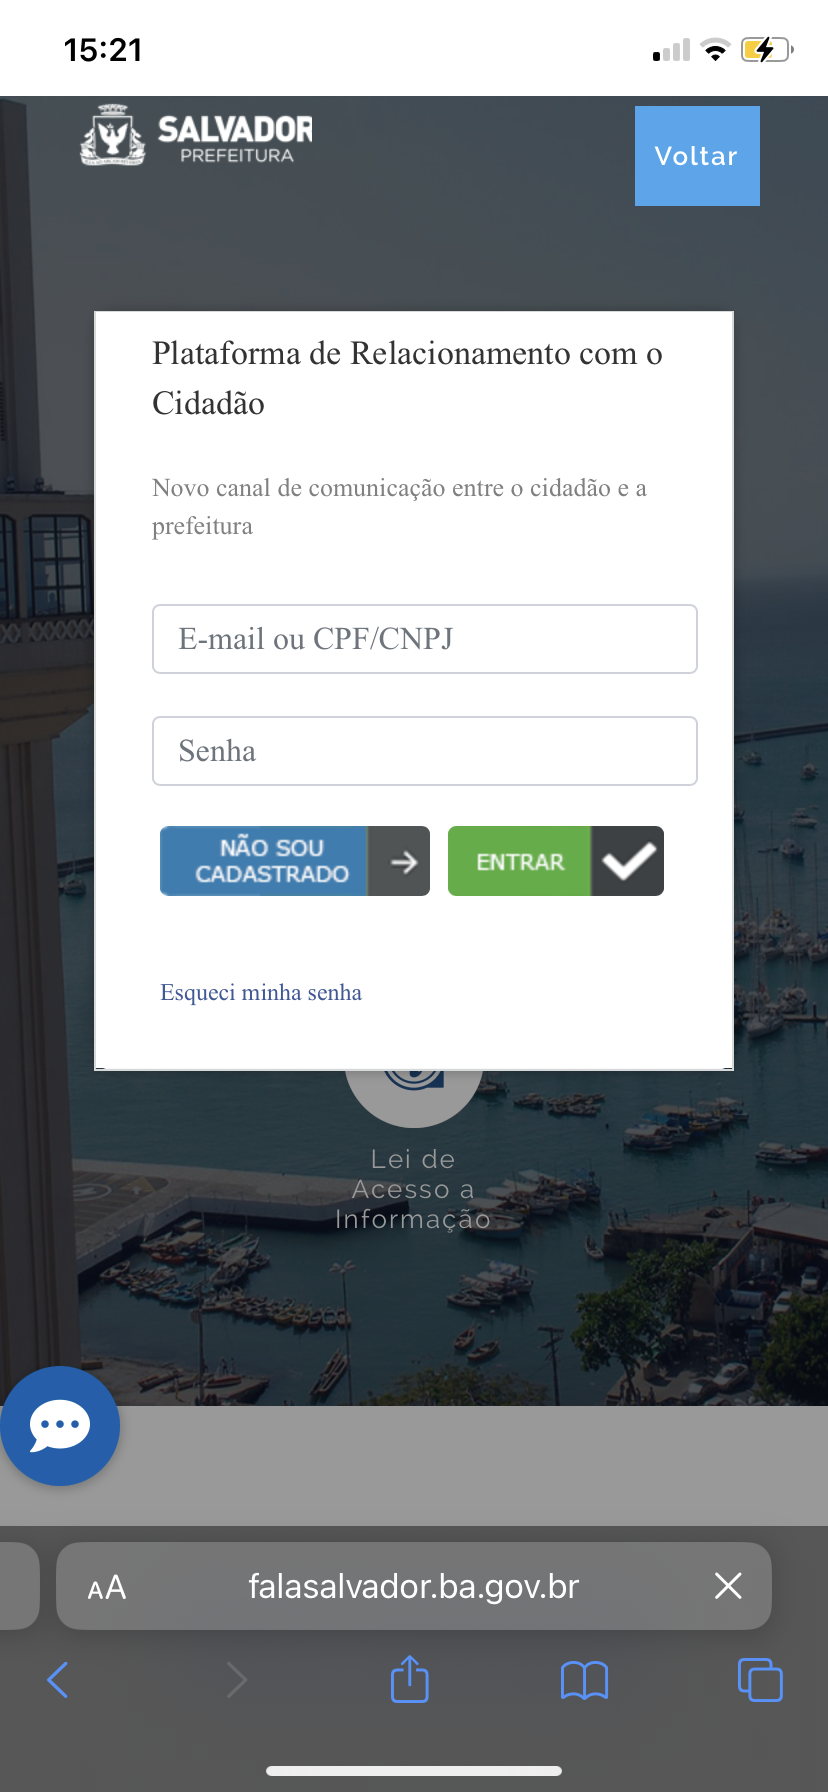 15:21
SALVADOR
PREFEITURA
Voltar
Plataforma de Relacionamento com o
Cidadão
Novo canal de comunicação entre o cidadão e a
prefeitura
E-mail ou CPF/CNPJ
Senha
NÃO SOU
CADASTRADO
ENTRAR
Esqueci minha senha
Lei de
Acesso a
Informação
AA
falasalvador.ba.gov.br